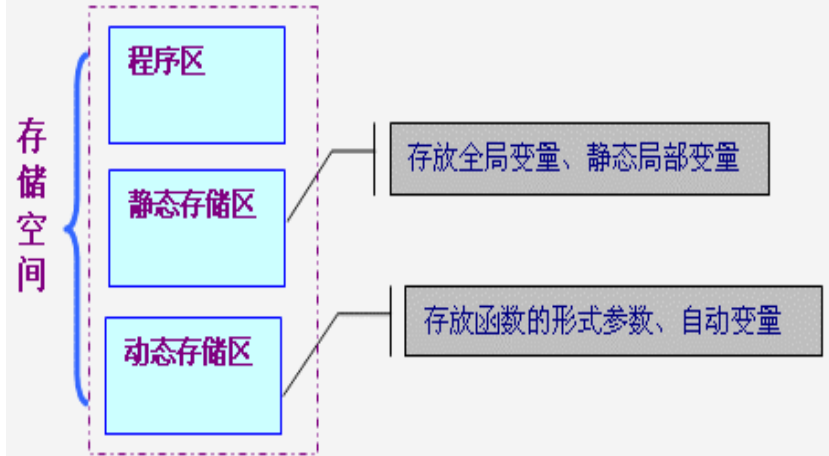 存储空间
程序区
静态存储区
存放全局变量、静态局部变量
动态存储区
存放函数的形式参数、自动变量